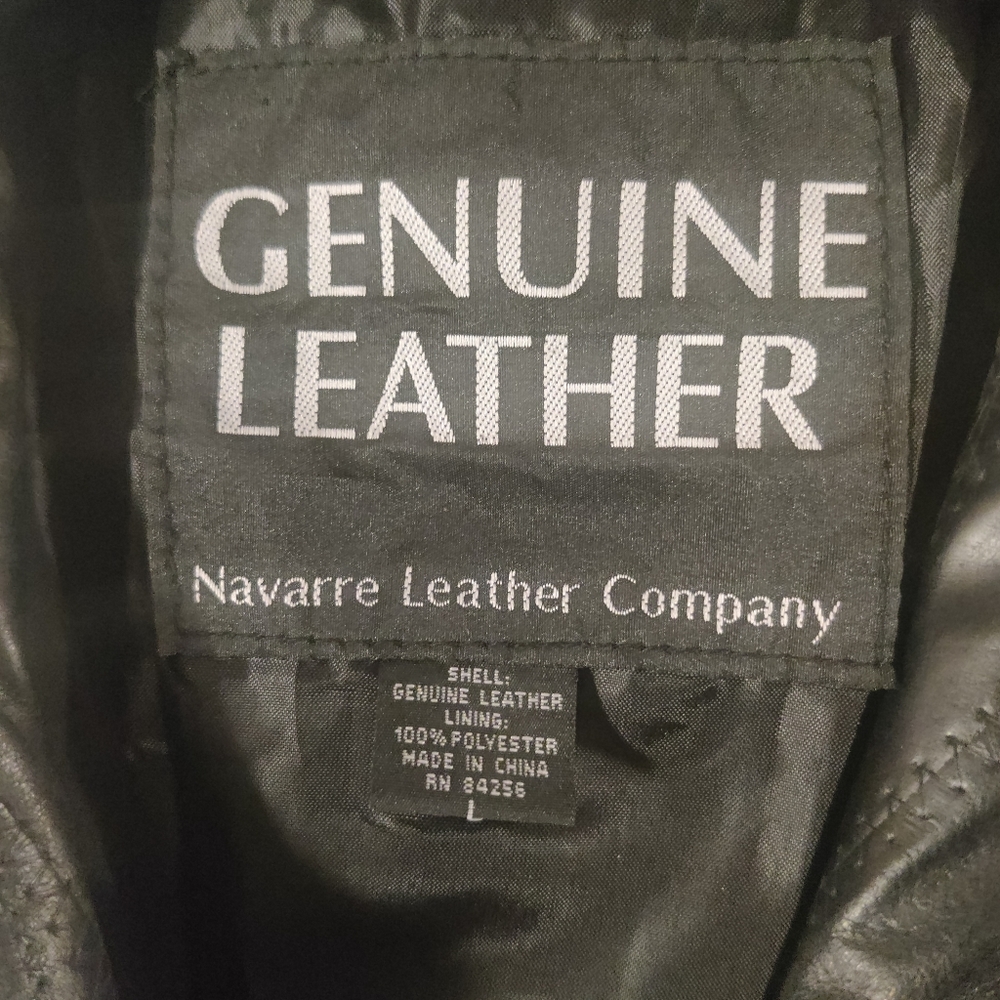 GENUINE
LEATHER
Navarre Leather Company
SHELL:
GENUINE LEATHER
LINING:
100% POLYESTER
MADE IN CHINA
RN 84256
L